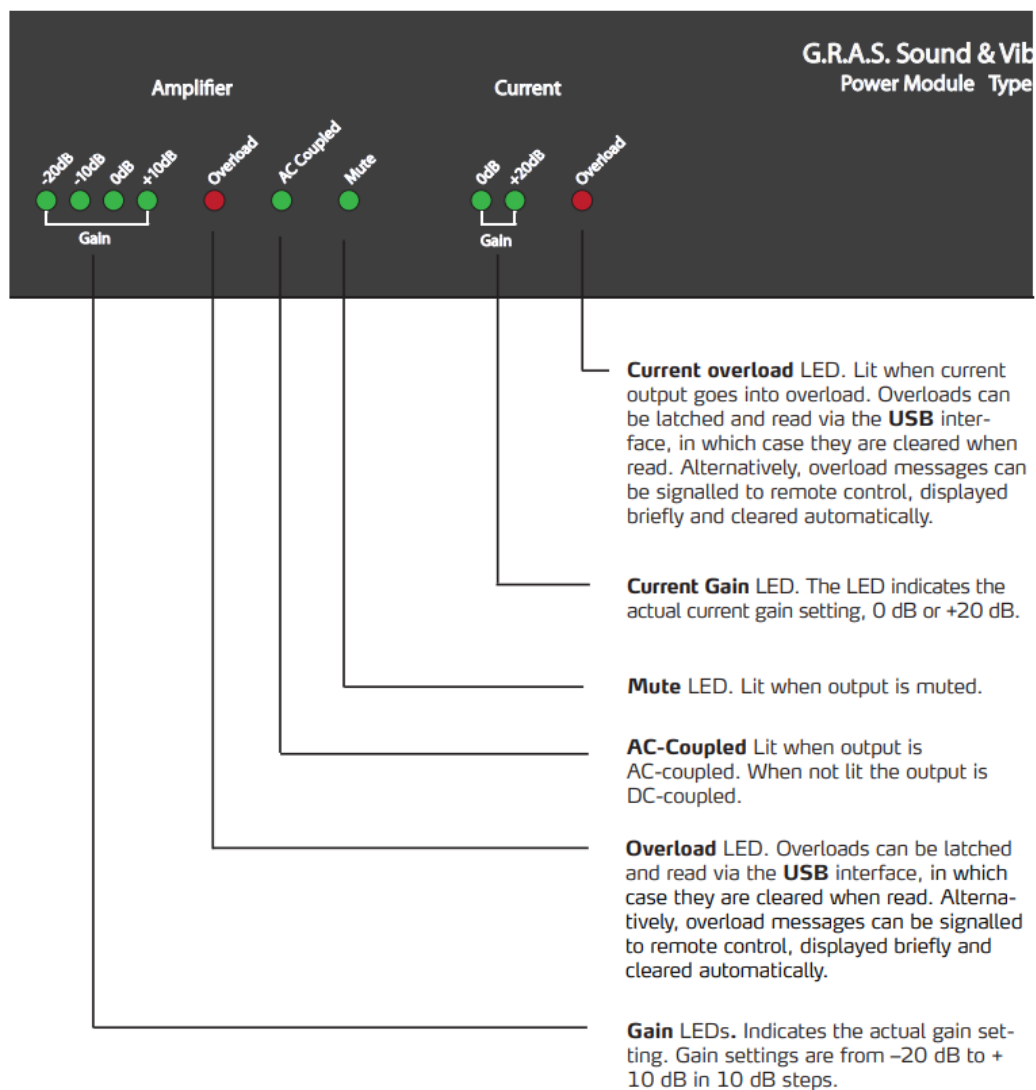 G.R.A.S. Sound & Vib
Power Module Type
Amplifier
Current
-20dB
-10dB
0dB
+10dB
Overload
AC Coupled
Mute
0dB
+20dB
Overload
Gain
Gain
Current overload LED. Lit when current
output goes into overload. Overloads can
be latched and read via the USB inter-
face, in which case they are cleared when
read. Alternatively, overload messages can
be signalled to remote control, displayed
briefly and cleared automatically.
Current Gain LED. The LED indicates the
actual current gain setting, 0 dB or +20 dB.
Mute LED. Lit when output is muted.
AC-Coupled Lit when output is
AC-coupled. When not lit the output is
DC-coupled.
Overload LED. Overloads can be latched
and read via the USB interface, in which
case they are cleared when read. Alterna-
tively, overload messages can be signalled
to remote control, displayed briefly and
cleared automatically.
Gain LEDs. Indicates the actual gain set-
ting. Gain settings are from –20 dB to +
10 dB in 10 dB steps.